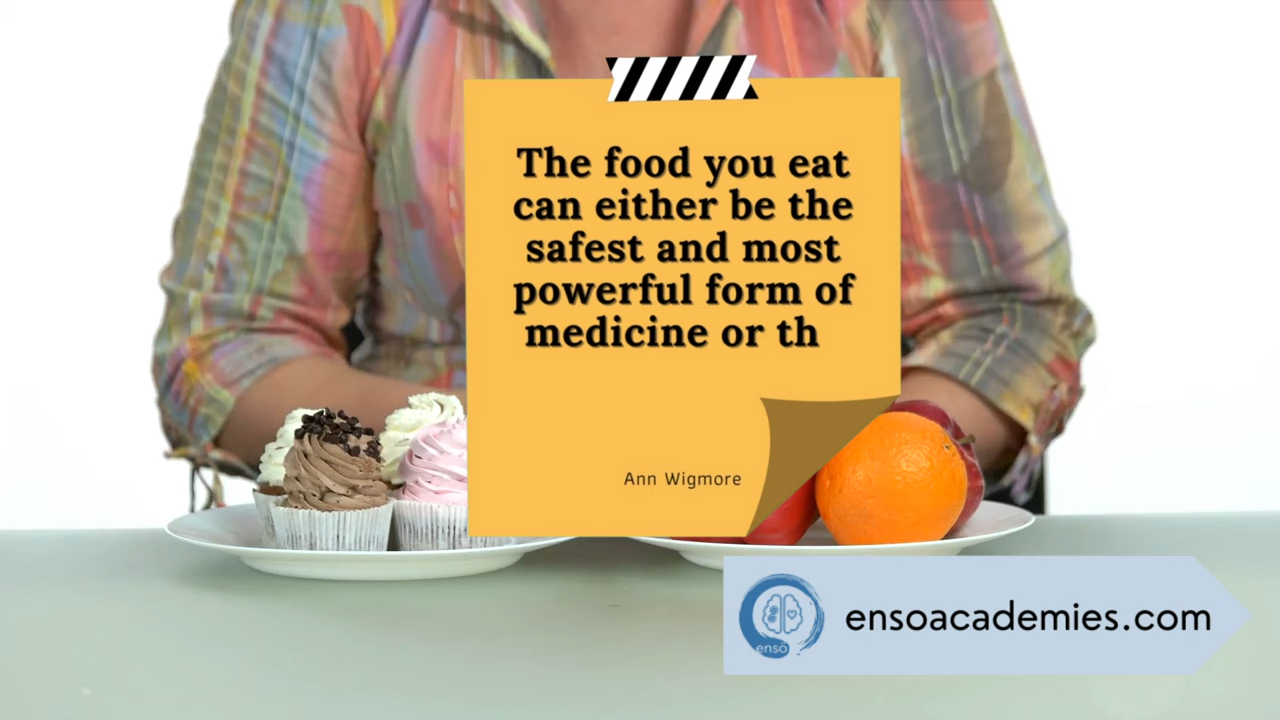 The food you eat
can either be the
safest and most
powerful form of
medicine or th
Ann Wigmore
ensō
ensoacademies.com